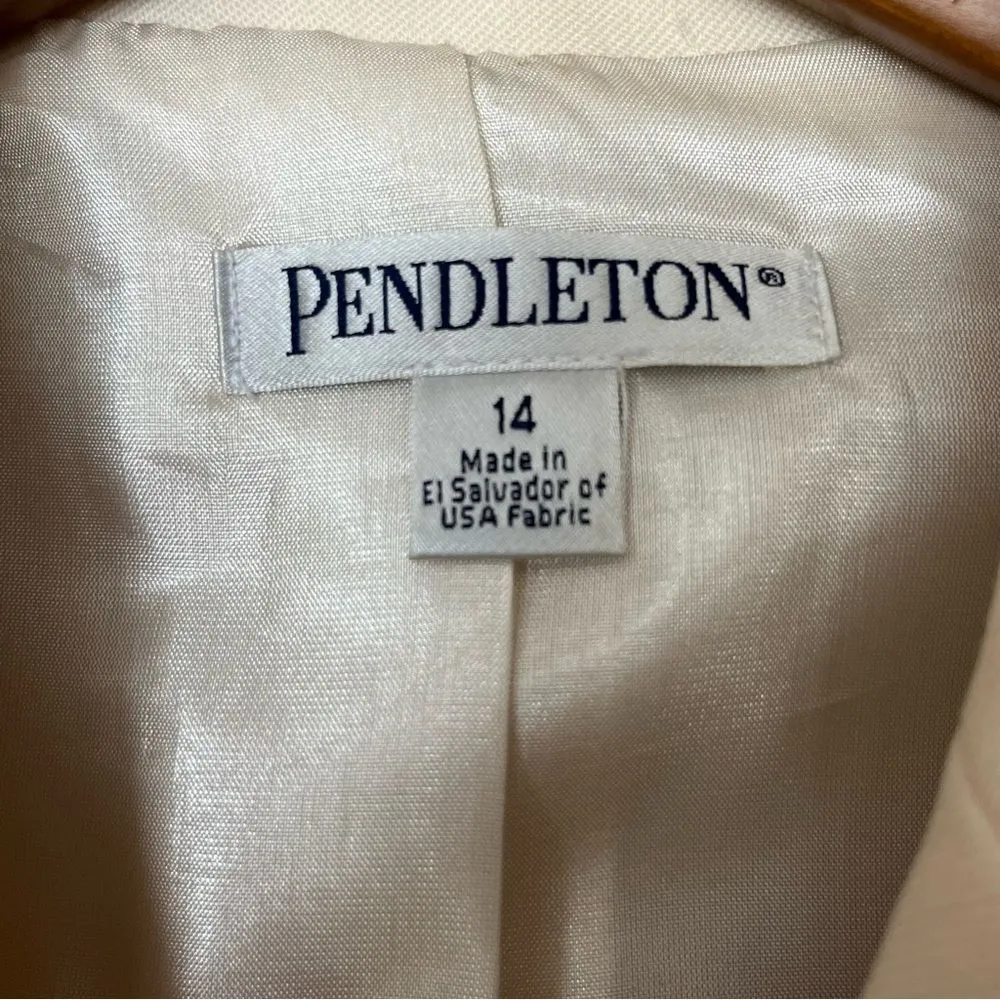 PENDLETON®
14
Made in
El Salvador of
USA Fabric